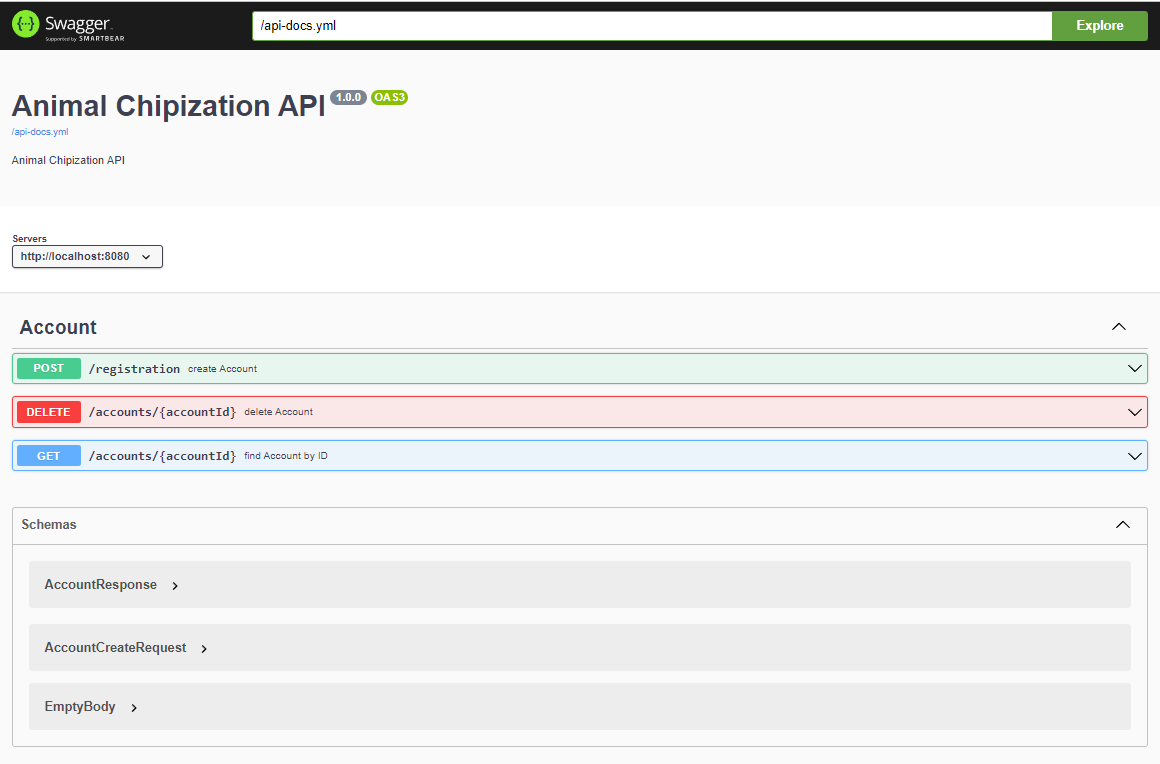 Swagger.
Supported by SMARTBEAR
/api-docs.yml
Explore
Animal Chipization API 1.0.0 OAS3
/api-docs.yml
Animal Chipization API
Servers
http://localhost:8080
Account
POST /registration create Account
DELETE /accounts/{accountId} delete Account
GET /accounts/{accountId} find Account by ID
Schemas
AccountResponse
AccountCreateRequest
EmptyBody